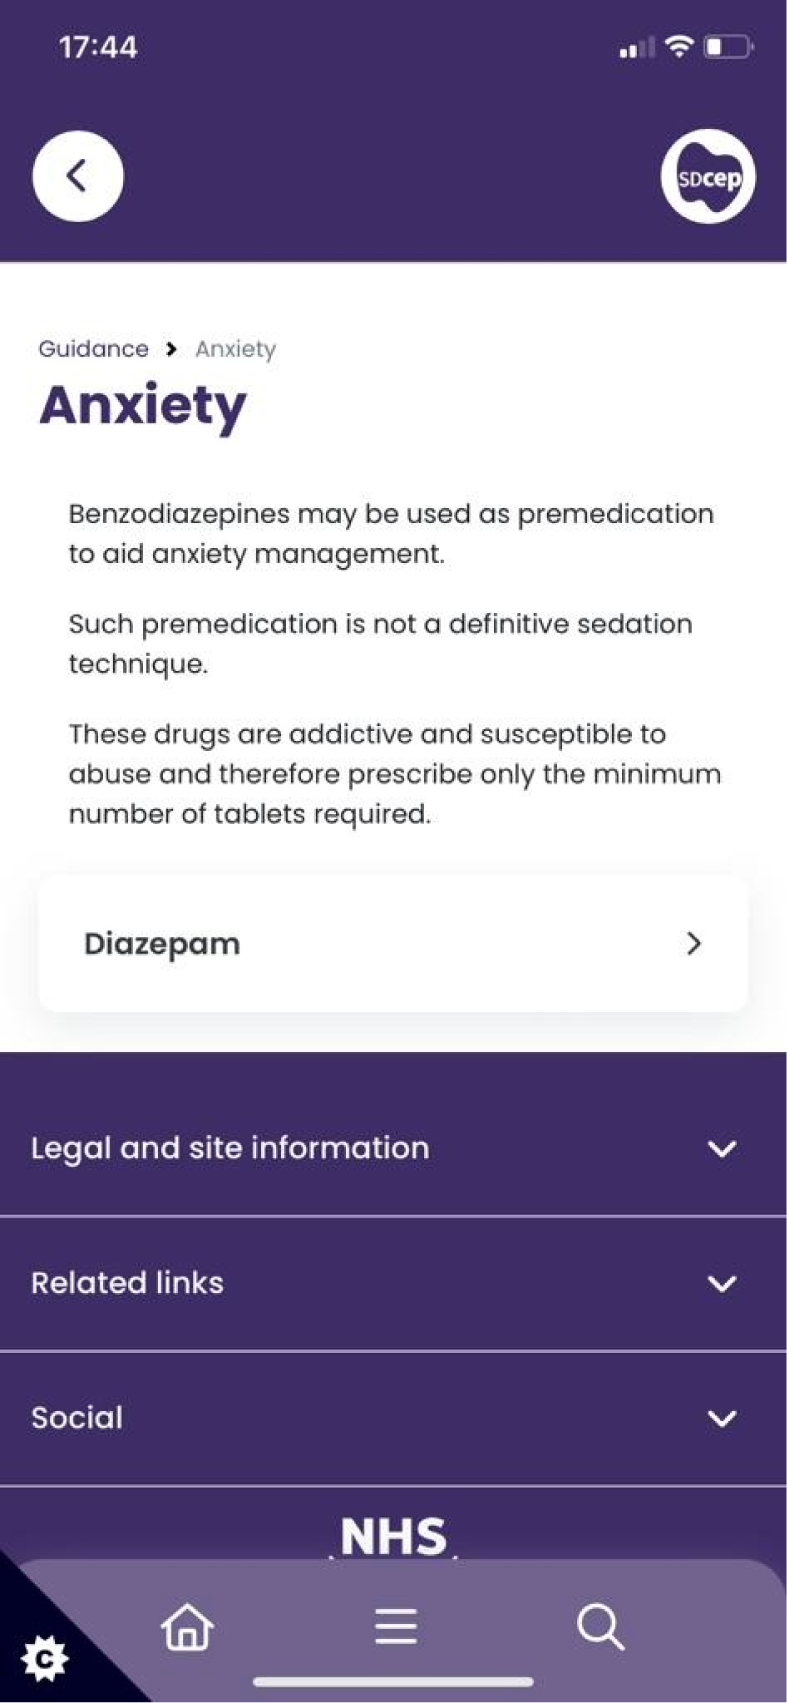 17:44
SDcep
Guidance > Anxiety
Anxiety
Benzodiazepines may be used as premedication
to aid anxiety management.
Such premedication is not a definitive sedation
technique.
These drugs are addictive and susceptible to
abuse and therefore prescribe only the minimum
number of tablets required.
Diazepam
Legal and site information
Related links
Social
NHS
C